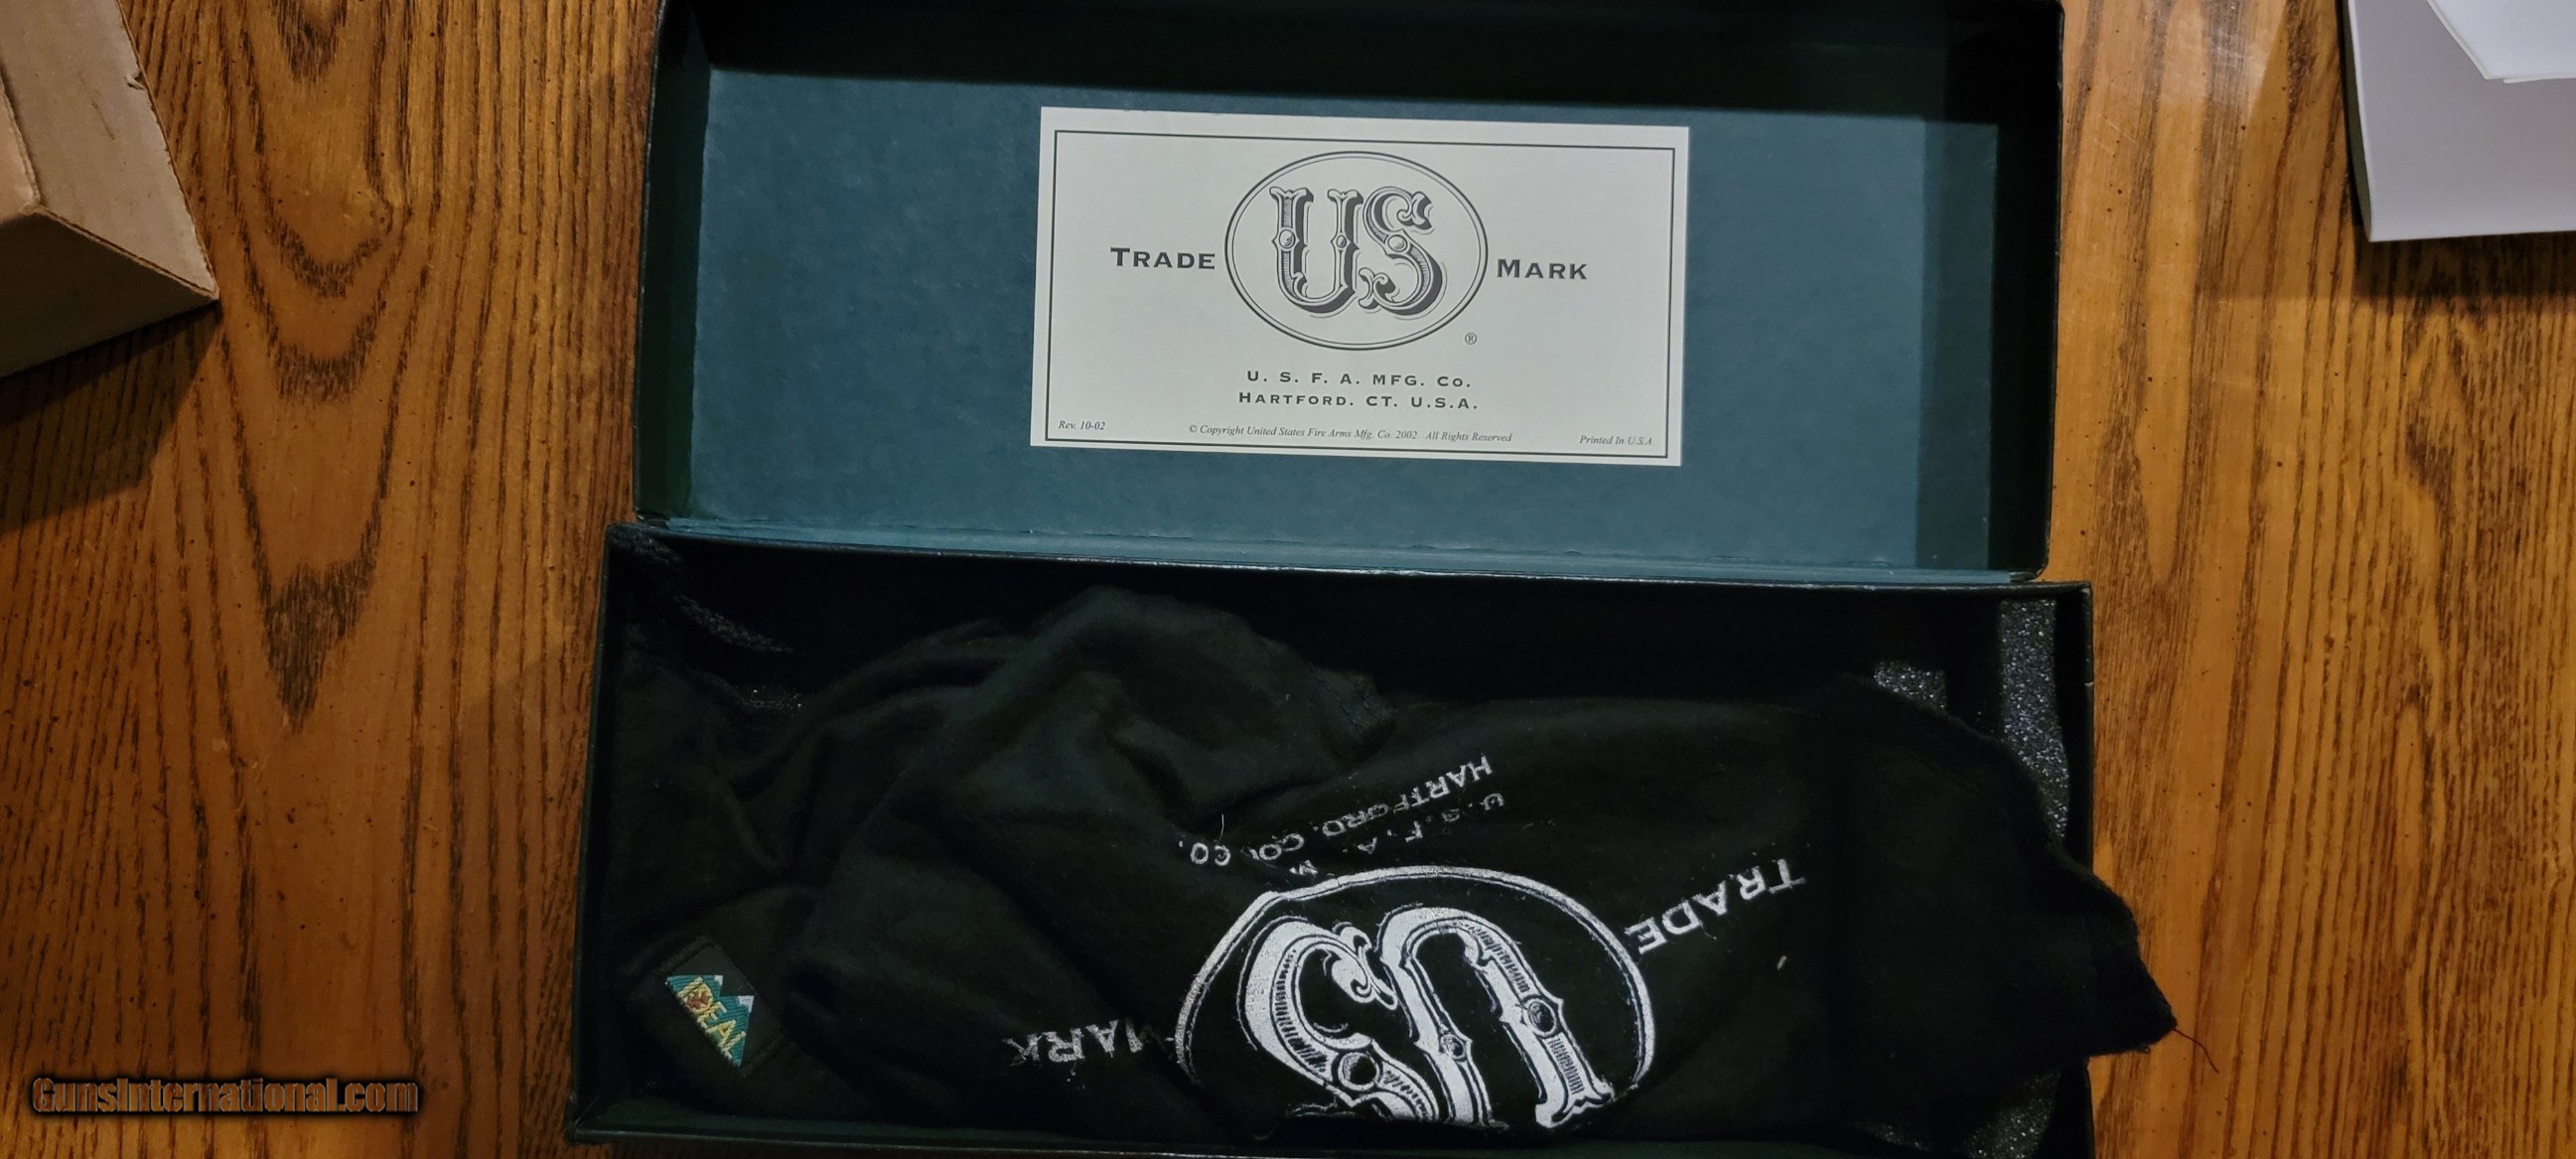 TRADE US MARK
®
U. S. F. A. MFG. CO.
HARTFORD. CT. U.S.A.
Rev. 10-02
© Copyright United States Fire Arms Mfg. Co. 2002. All Rights Reserved
Printed In U.S.A.
TRADE US MARK
U.S.F.A. M CO.
HARTFORD. CO
IDEAL
GunsInternational.com